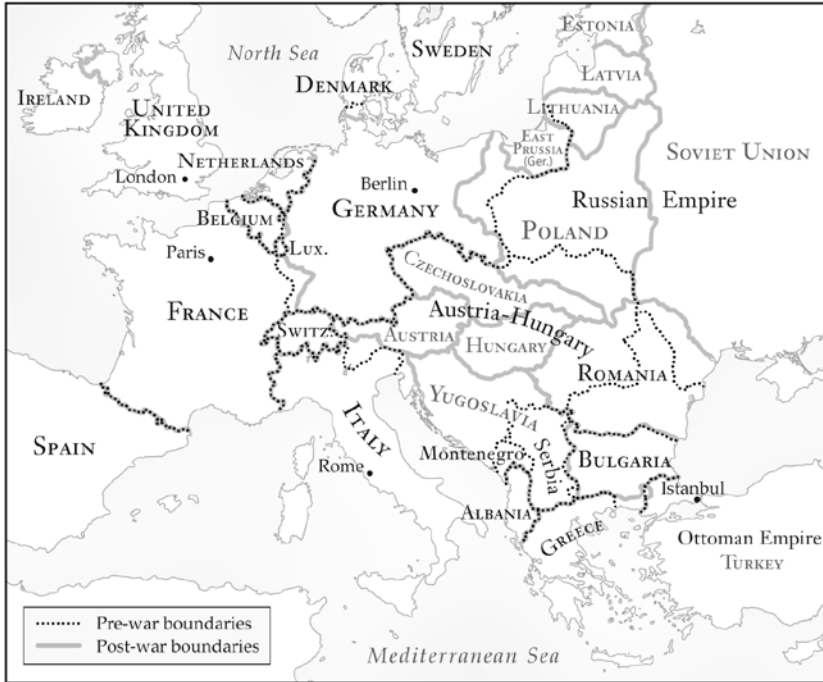 North Sea
SWEDEN
ESTONIA
LATVIA
DENMARK
IRELAND
UNITED
KINGDOM
LITHUANIA
EAST
PRUSSIA
(Ger.)
SOVIET UNION
NETHERLANDS
London
Berlin
GERMANY
Russian Empire
BELGIUM
POLAND
Paris
LUX.
CZECHOSLOVAKIA
FRANCE
Austria-Hungary
SWITZ.
AUSTRIA
HUNGARY
ROMANIA
YUGOSLAVIA
ITALY
SPAIN
Montenegro
Serbia
BULGARIA
Rome
Istanbul
ALBANIA
GREECE
Ottoman Empire
TURKEY
Pre-war boundaries
Post-war boundaries
Mediterranean Sea